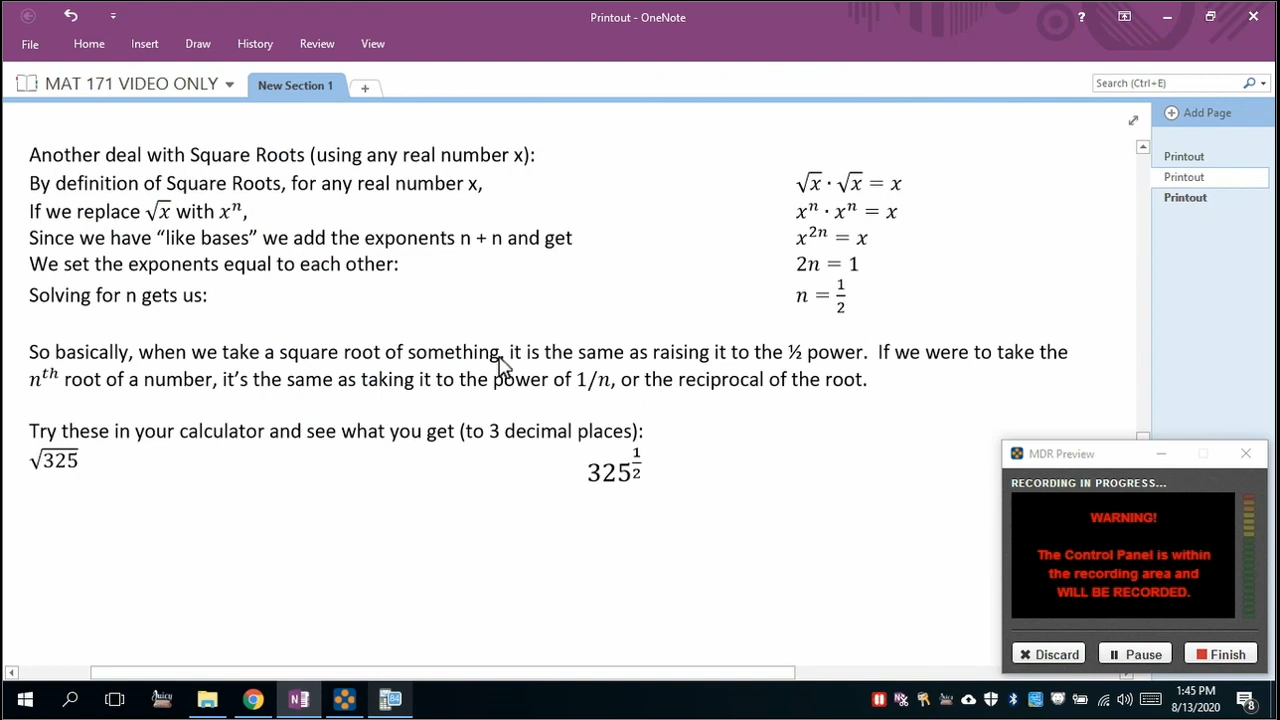 Printout - OneNote
?
File Home Insert Draw History Review View
MAT 171 VIDEO ONLY New Section 1 +
Search (Ctrl+E)
Add Page
Printout
Printout
Printout
Another deal with Square Roots (using any real number x):
By definition of Square Roots, for any real number x, √x · √x = x
If we replace √x with xⁿ, xⁿ · xⁿ = x
Since we have “like bases” we add the exponents n + n and get x²ⁿ = x
We set the exponents equal to each other: 2n = 1
Solving for n gets us: n = 1/2
So basically, when we take a square root of something, it is the same as raising it to the ½ power. If we were to take the
nᵗʰ root of a number, it’s the same as taking it to the power of 1/n, or the reciprocal of the root.
Try these in your calculator and see what you get (to 3 decimal places):
√325 325^(1/2)
MDR Preview
RECORDING IN PROGRESS...
WARNING!
The Control Panel is within
the recording area and
WILL BE RECORDED.
Discard Pause Finish
1:45 PM
8/13/2020
8